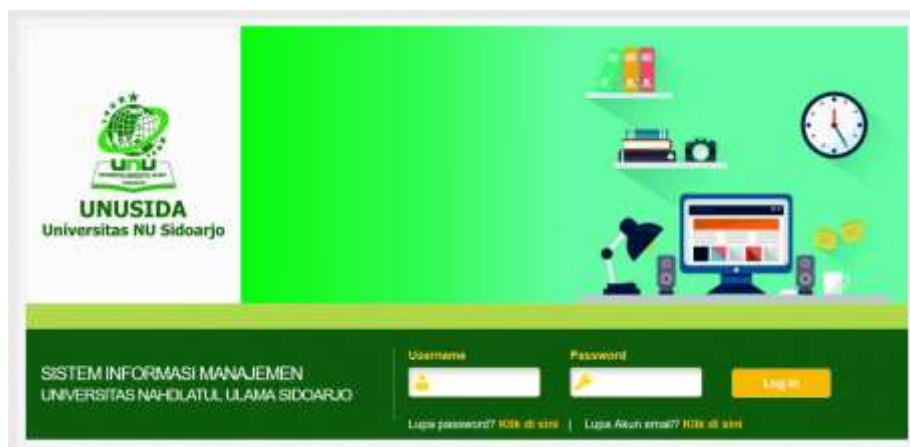 UNU
UNUSIDA
Universitas NU Sidoarjo
SISTEM INFORMASI MANAJEMEN
UNIVERSITAS NAHDLATUL ULAMA SIDOARJO
Username
Password
Log In
Lupa password? Klik di sini | Lupa Akun email? Klik di sini